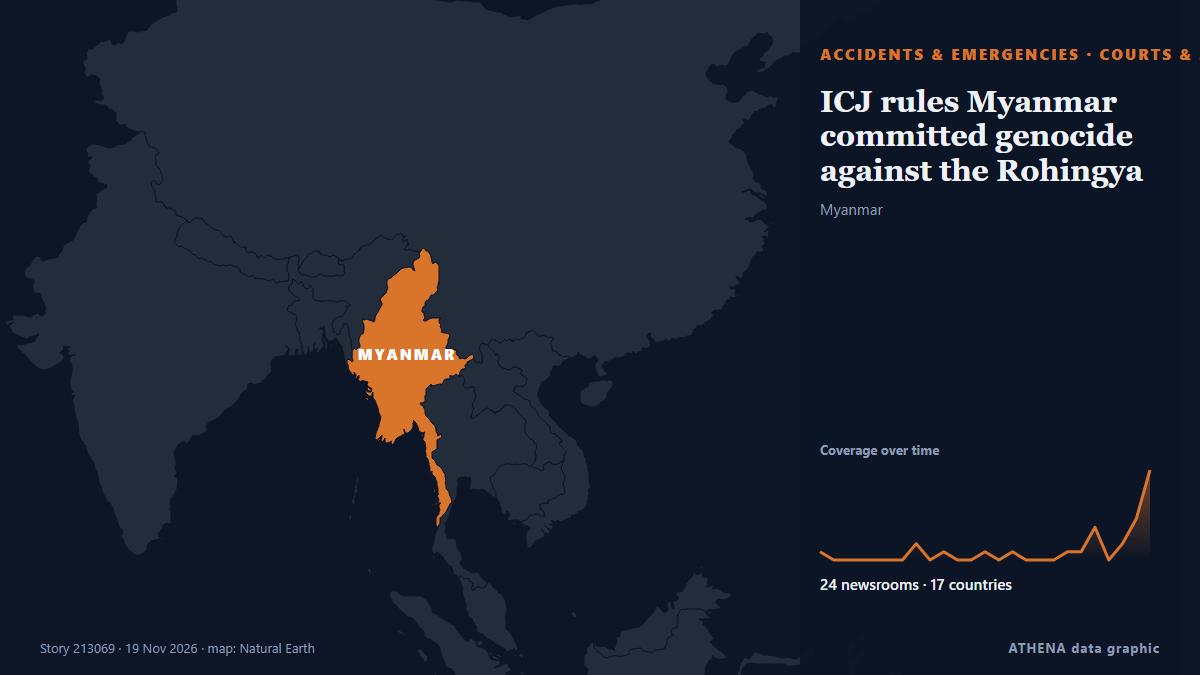 ACCIDENTS & EMERGENCIES · COURTS &
ICJ rules Myanmar
committed genocide
against the Rohingya
Myanmar
MYANMAR
Coverage over time
24 newsrooms · 17 countries
Story 213069 · 19 Nov 2026 · map: Natural Earth
ATHENA data graphic